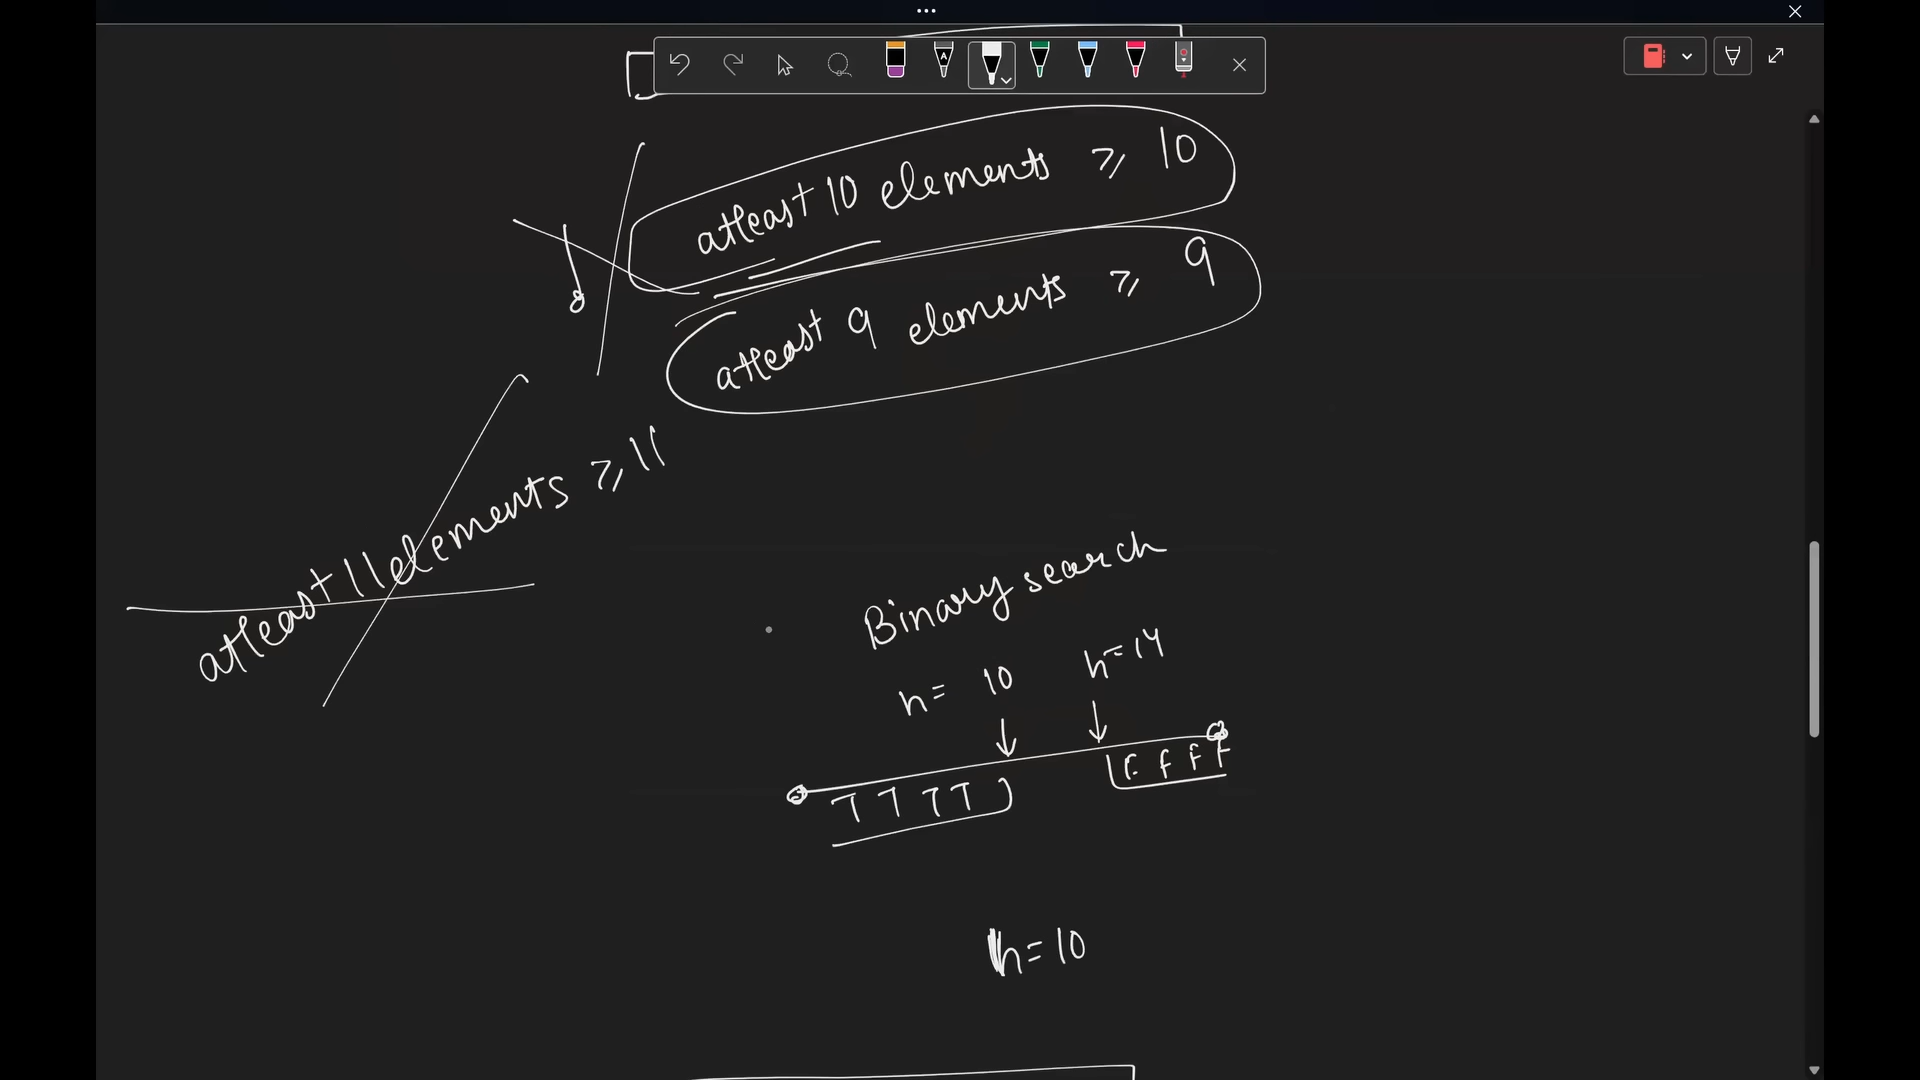 atleast 10 elements ⩾ 10
atleast 9 elements ⩾ 9
atleast 11 elements ⩾ 11
Binary search
h= 10 h=14
T T T T F F F F
h=10